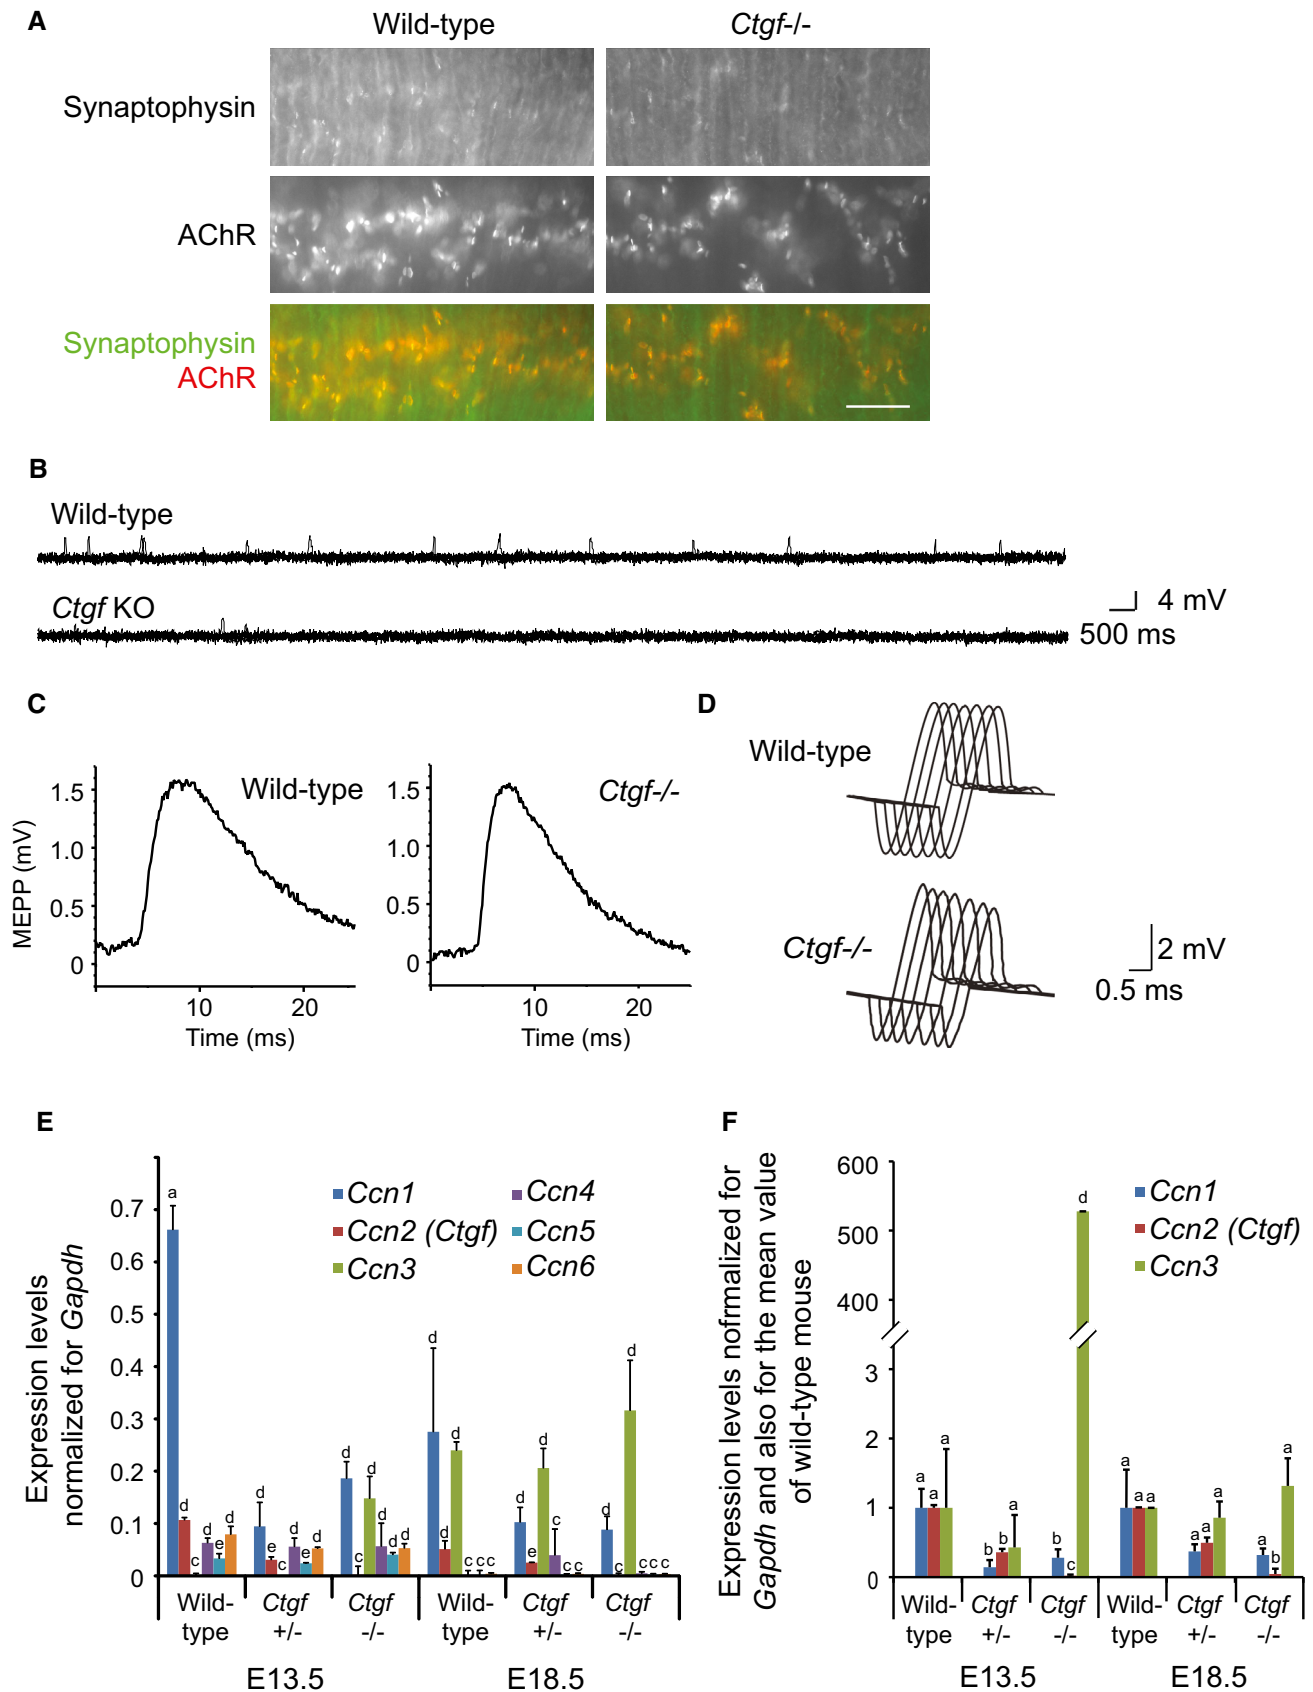 A
Wild-type
Ctgf-/-
Synaptophysin
AChR
Synaptophysin
AChR
B
Wild-type
Ctgf KO
4 mV
500 ms
C
MEPP (mV)
1.5
1.0
0.5
0
Wild-type
10
20
Time (ms)
1.5
1.0
0.5
0
Ctgf-/-
10
20
Time (ms)
D
Wild-type
Ctgf-/-
2 mV
0.5 ms
E
Expression levels
normalized for Gapdh
0.7
0.6
0.5
0.4
0.3
0.2
0.1
0
Ccn1
Ccn2 (Ctgf)
Ccn3
Ccn4
Ccn5
Ccn6
a
d
c
d
e
d
d
e
c
d
e
d
d
c
d
d
e
d
d
d
d
c
c
c
d
e
d
c
c
c
d
c
d
c
c
c
Wild-
type
Ctgf
+/-
Ctgf
-/-
Wild-
type
Ctgf
+/-
Ctgf
-/-
E13.5
E18.5
F
Expression levels nofrmalized for
Gapdh and also for the mean value
of wild-type mouse
600
500
400
3
2
1
0
Ccn1
Ccn2 (Ctgf)
Ccn3
a
a
a
b
b
a
b
c
d
a
a
a
a
a
a
a
b
a
Wild-
type
Ctgf
+/-
Ctgf
-/-
Wild-
type
Ctgf
+/-
Ctgf
-/-
E13.5
E18.5